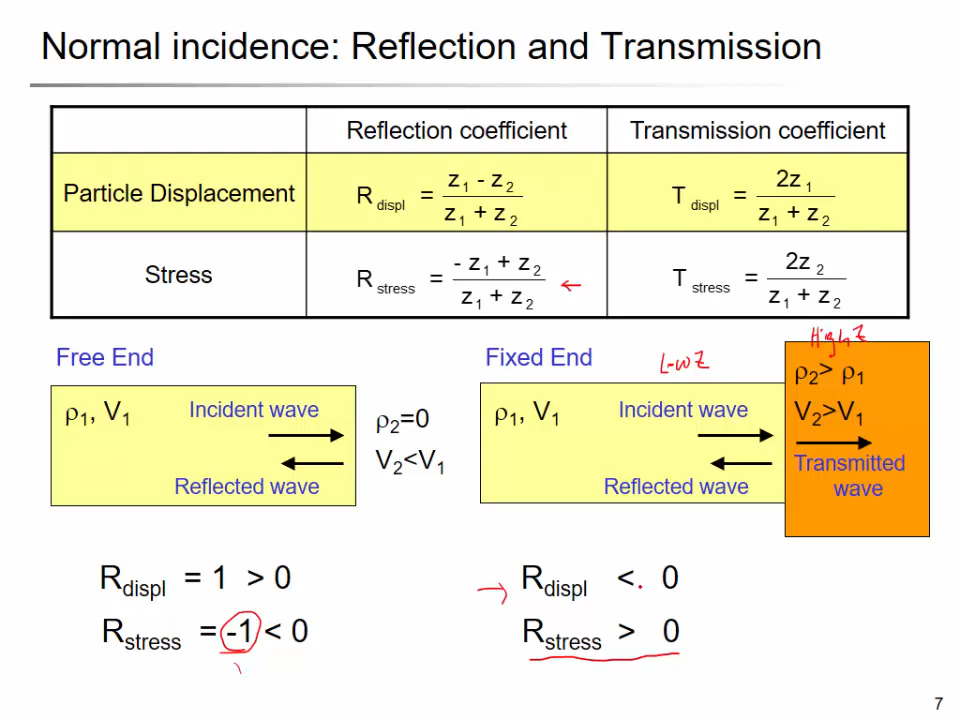 Normal incidence: Reflection and Transmission
Reflection coefficient Transmission coefficient
Particle Displacement R displ = z1 - z2 / z1 + z2 T displ = 2z1 / z1 + z2
Stress R stress = - z1 + z2 / z1 + z2 ← T stress = 2z2 / z1 + z2
Free End
ρ1, V1 Incident wave
Reflected wave
ρ2=0
V2<V1
Rdispl = 1 > 0
Rstress = -1 < 0
Fixed End
Low Z
High Z
ρ1, V1 Incident wave
Reflected wave
ρ2> ρ1
V2>V1
Transmitted
wave
→ Rdispl < 0
Rstress > 0
7